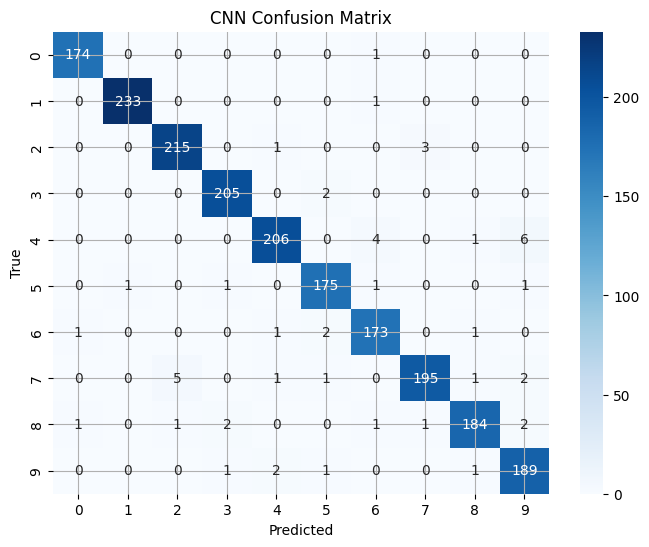 CNN Confusion Matrix
0 174 0 0 0 0 0 1 0 0 0
1 0 233 0 0 0 0 1 0 0 0
2 0 0 215 0 1 0 0 3 0 0
3 0 0 0 205 0 2 0 0 0 0
4 0 0 0 0 206 0 4 0 1 6
5 0 1 0 1 0 175 1 0 0 1
6 1 0 0 0 1 2 173 0 1 0
7 0 0 5 0 1 1 0 195 1 2
8 1 0 1 2 0 0 1 1 184 2
9 0 0 0 1 2 1 0 0 1 189
0 1 2 3 4 5 6 7 8 9
Predicted
True
200
150
100
50
0